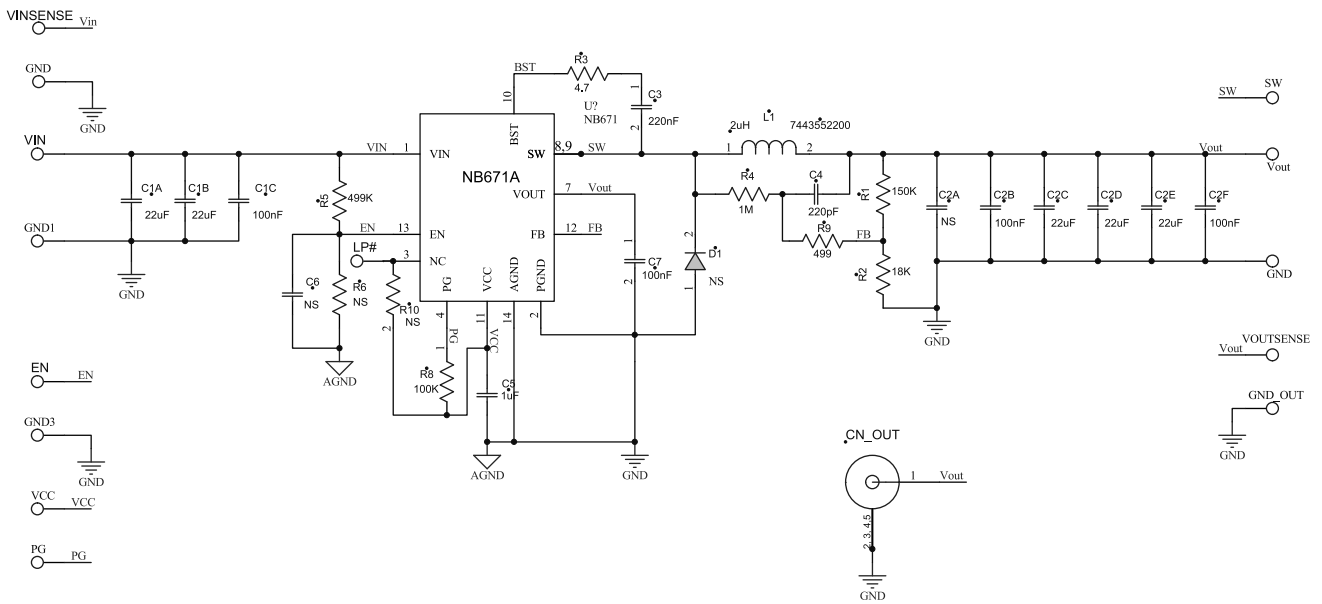 VINSENSE
Vin
GND
GND
VIN
GND1
GND
C1A
22uF
C1B
22uF
C1C
100nF
VIN
1
R5
499K
EN
13
LP#
3
C6
NS
R6
NS
AGND
R10
NS
2
BST
10
R3
4.7
1
C3
220nF
2
U?
NB671
BST
VIN
SW
8,9
SW
NB671A
VOUT
7
Vout
EN
FB
12
FB
NC
PG
VCC
AGND
PGND
4
11
14
2
PG
VCC
1
R8
100K
C5
1uF
AGND
1
C7
100nF
2
GND
2
D1
NS
1
2uH
L1
7443552200
1
2
R4
1M
C4
220pF
R9
499
FB
R1
150K
R2
18K
GND
C2A
NS
C2B
100nF
C2C
22uF
C2D
22uF
C2E
22uF
C2F
100nF
SW
SW
Vout
Vout
GND
VOUTSENSE
Vout
GND_OUT
GND
EN
EN
GND3
GND
VCC
VCC
PG
PG
CN_OUT
1
Vout
2, 3, 4,5
GND